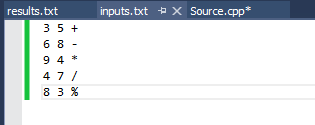 results.txt inputs.txt Source.cpp*
3 5 +
6 8 -
9 4 *
4 7 /
8 3 %